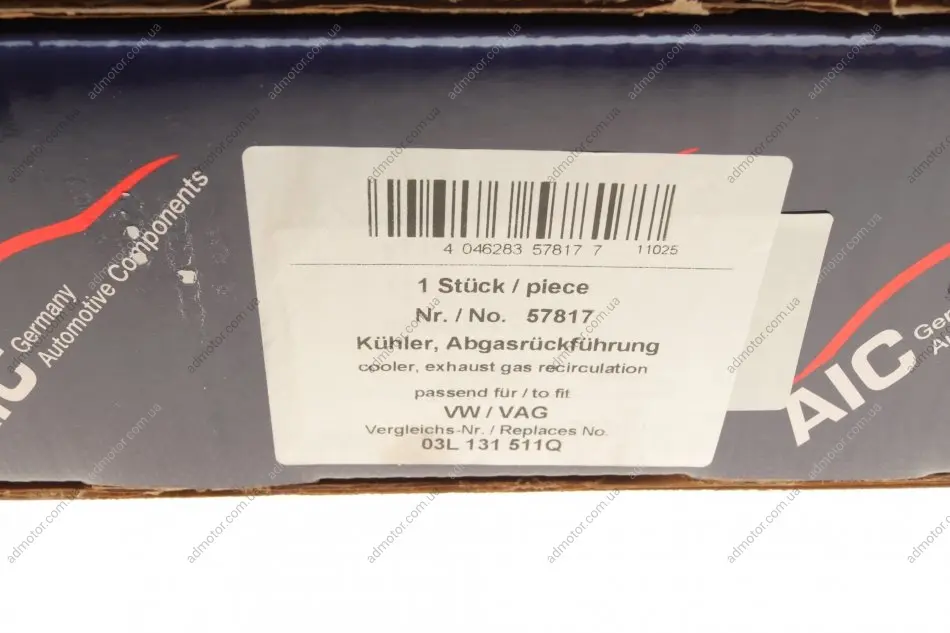 4 046283 57817 7 11025
1 Stück / piece
Nr. / No. 57817
Kühler, Abgasrückführung
cooler, exhaust gas recirculation
passend für / to fit
VW / VAG
Vergleichs-Nr. / Replaces No.
03L 131 511Q
AIC Germany
Automotive Components
AIC Ger
Au
admotor.com.ua